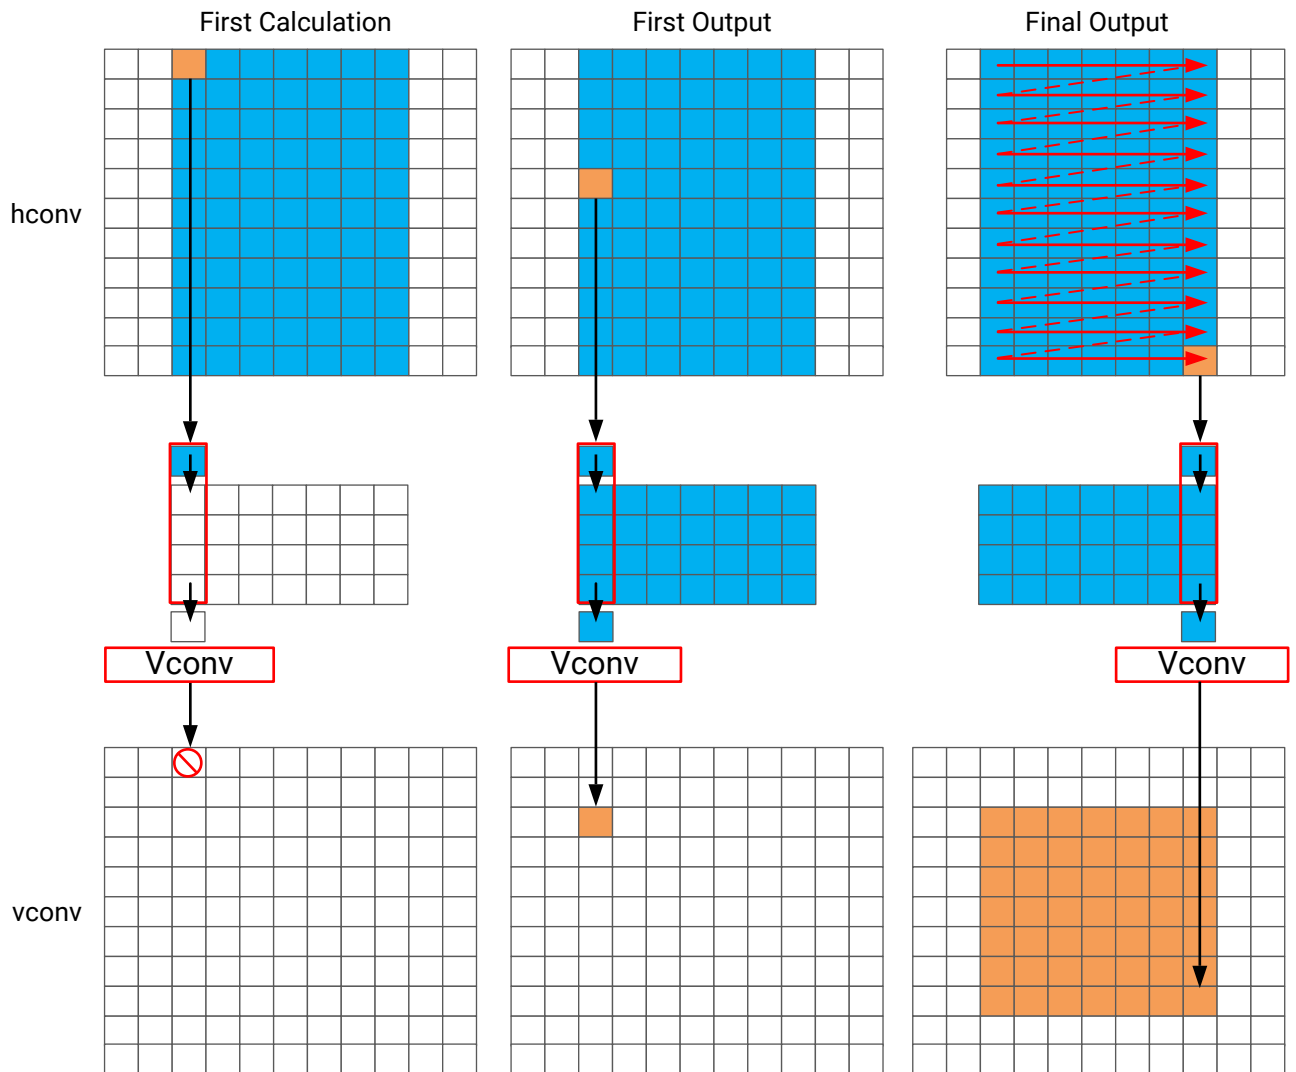 First Calculation
First Output
Final Output
hconv
Vconv
Vconv
Vconv
vconv